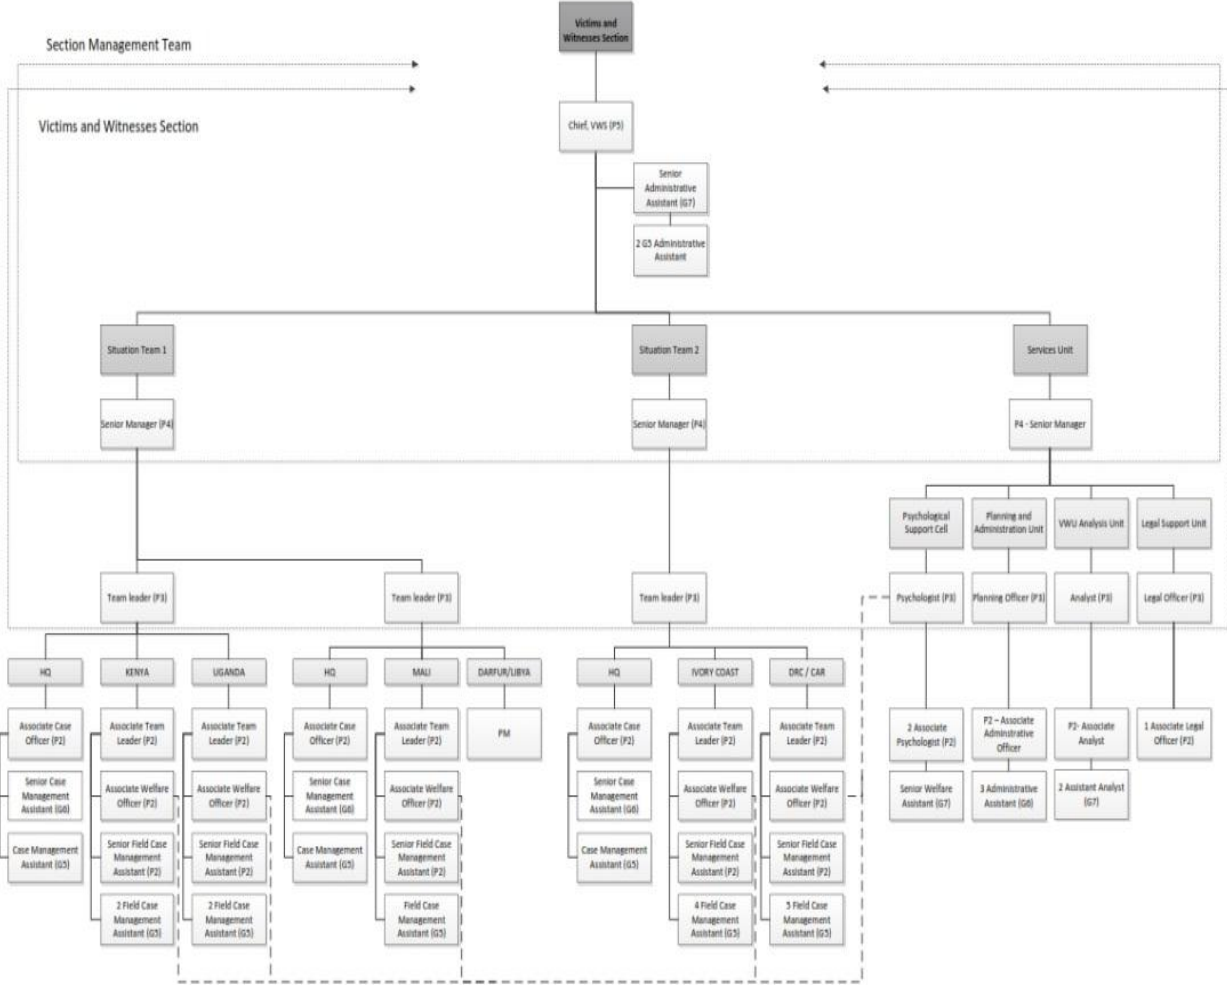 Victims and
Witnesses Section
Section Management Team
Chief, VWS (P5)
Victims and Witnesses Section
Senior
Administrative
Assistant (G7)
2 G5 Administrative
Assistant
Situation Team 1
Situation Team 2
Services Unit
Senior Manager (P4)
Senior Manager (P4)
P4 - Senior Manager
Psychological
Support Cell
Planning and
Administration Unit
VWU Analysis Unit
Legal Support Unit
Team leader (P3)
Team leader (P3)
Team leader (P3)
Psychologist (P3)
Planning Officer (P3)
Analyst (P3)
Legal Officer (P3)
HQ
KENYA
UGANDA
HQ
MALI
DARFUR/LIBYA
HQ
IVORY COAST
DRC / CAR
Associate Case
Officer (P2)
Associate Team
Leader (P2)
Associate Team
Leader (P2)
Associate Case
Officer (P2)
Associate Team
Leader (P2)
PM
Associate Case
Officer (P2)
Associate Team
Leader (P2)
Associate Team
Leader (P2)
2 Associate
Psychologist (P2)
P2 – Associate
Administrative
Officer
P2- Associate
Analyst
1 Associate Legal
Officer (P2)
Senior Case
Management
Assistant (G6)
Associate Welfare
Officer (P2)
Associate Welfare
Officer (P2)
Senior Case
Management
Assistant (G6)
Associate Welfare
Officer (P2)
Senior Case
Management
Assistant (G6)
Associate Welfare
Officer (P2)
Associate Welfare
Officer (P2)
Senior Welfare
Assistant (G7)
3 Administrative
Assistant (G6)
2 Assistant Analyst
(G7)
Case Management
Assistant (G5)
Senior Field Case
Management
Assistant (P2)
Senior Field Case
Management
Assistant (P2)
Case Management
Assistant (G5)
Senior Field Case
Management
Assistant (P2)
Case Management
Assistant (G5)
Senior Field Case
Management
Assistant (P2)
Senior Field Case
Management
Assistant (P2)
2 Field Case
Management
Assistant (G5)
2 Field Case
Management
Assistant (G5)
Field Case
Management
Assistant (G5)
4 Field Case
Management
Assistant (G5)
5 Field Case
Management
Assistant (G5)